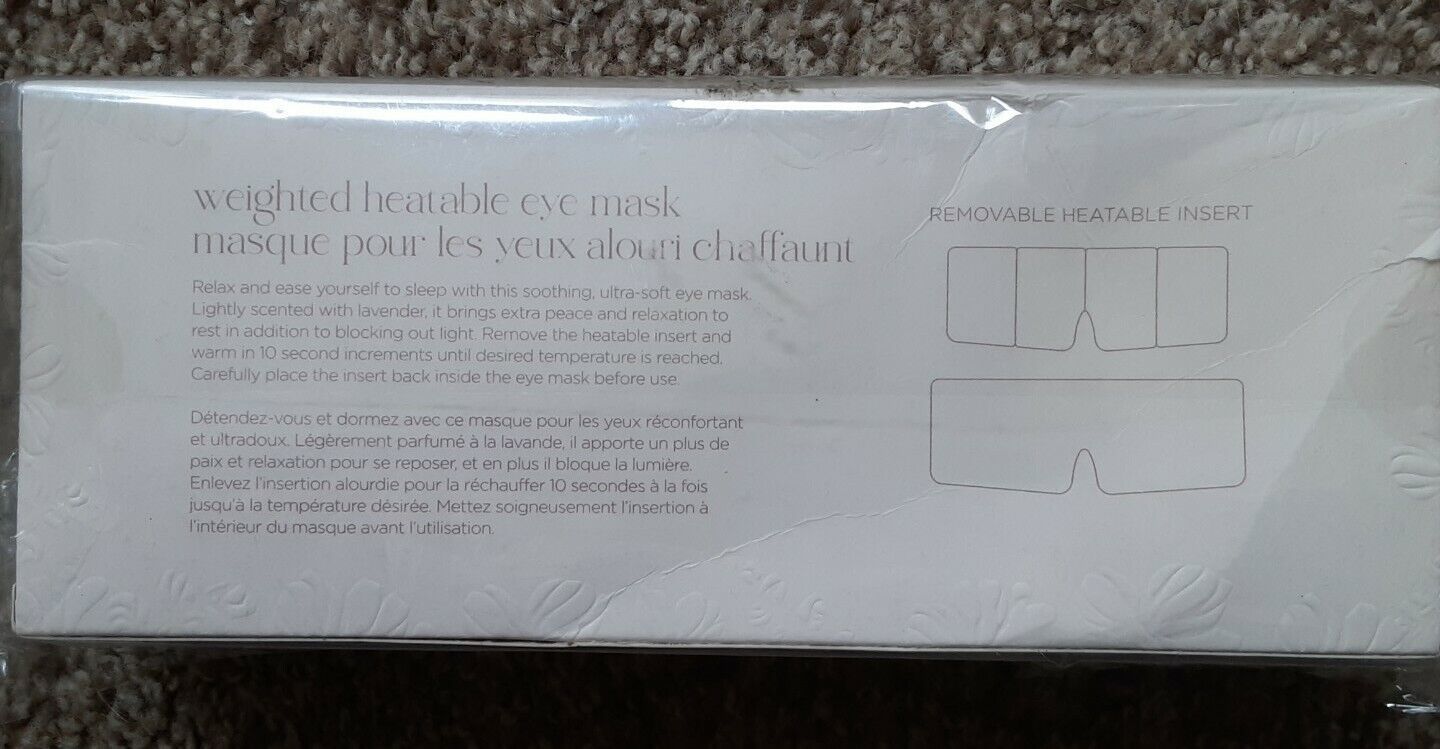 weighted heatable eye mask
masque pour les yeux alouri chaffaunt
Relax and ease yourself to sleep with this soothing, ultra-soft eye mask.
Lightly scented with lavender, it brings extra peace and relaxation to
rest in addition to blocking out light. Remove the heatable insert and
warm in 10 second increments until desired temperature is reached.
Carefully place the insert back inside the eye mask before use.
Détendez-vous et dormez avec ce masque pour les yeux réconfortant
et ultradoux. Légèrement parfumé à la lavande, il apporte un plus de
paix et relaxation pour se reposer, et en plus il bloque la lumière.
Enlevez l'insertion alourdie pour la réchauffer 10 secondes à la fois
jusqu'à la température désirée. Mettez soigneusement l'insertion à
l'intérieur du masque avant l'utilisation.
REMOVABLE HEATABLE INSERT